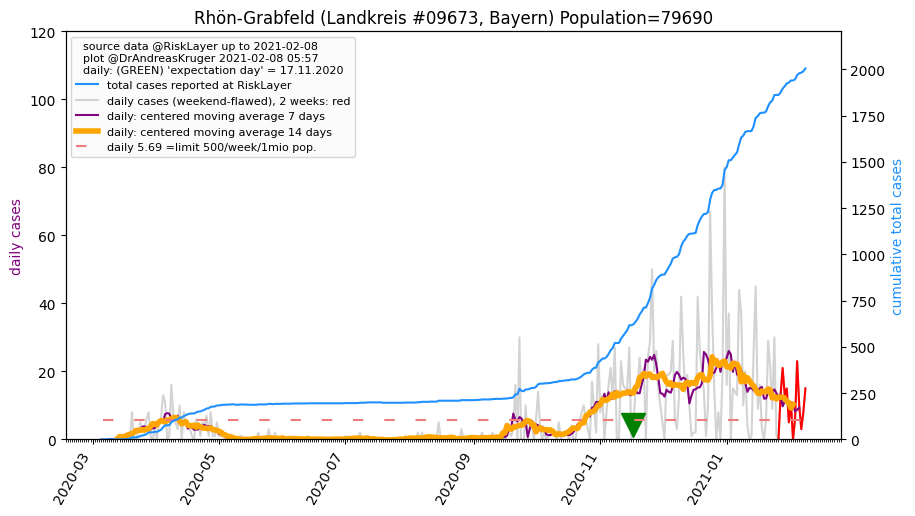 Rhön-Grabfeld (Landkreis #09673, Bayern) Population=79690
source data @RiskLayer up to 2021-02-08
plot @DrAndreasKruger 2021-02-08 05:57
daily: (GREEN) 'expectation day' = 17.11.2020
total cases reported at RiskLayer
daily cases (weekend-flawed), 2 weeks: red
daily: centered moving average 7 days
daily: centered moving average 14 days
daily 5.69 =limit 500/week/1mio pop.
daily cases
120
100
80
60
40
20
0
2000
1750
1500
1250
1000
750
500
250
0
cumulative total cases
2020-03
2020-05
2020-07
2020-09
2020-11
2021-01